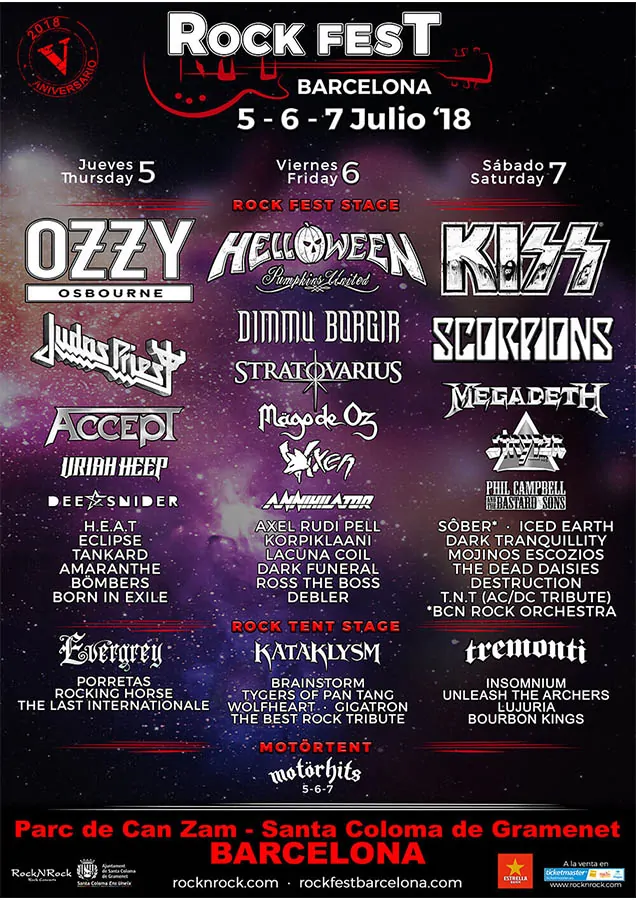 2018
V
ANIVERSARIO
ROCK FEST
BARCELONA
5 - 6 - 7 Julio ‘18
Jueves
Thursday 5
Viernes
Friday 6
Sábado
Saturday 7
ROCK FEST STAGE
OZZY
OSBOURNE
Judas Priest
ACCEPT
URIAH HEEP
DEE SNIDER
H.E.A.T
ECLIPSE
TANKARD
AMARANTHE
BÖMBERS
BORN IN EXILE
HELLOWEEN
Pumpkins United
DIMMU BORGIR
STRATOVARIUS
Mägo de Oz
Vixen
ANNIHILATOR
AXEL RUDI PELL
KORPIKLAANI
LACUNA COIL
DARK FUNERAL
ROSS THE BOSS
DEBLER
KISS
SCORPIONS
MEGADETH
STRYPER
PHIL CAMPBELL
AND THE BASTARD SONS
SÔBER* · ICED EARTH
DARK TRANQUILLITY
MOJINOS ESCOZIOS
THE DEAD DAISIES
DESTRUCTION
T.N.T (AC/DC TRIBUTE)
*BCN ROCK ORCHESTRA
ROCK TENT STAGE
Evergrey
PORRETAS
ROCKING HORSE
THE LAST INTERNATIONALE
KATAKLYSM
BRAINSTORM
TYGERS OF PAN TANG
WOLFHEART · GIGATRON
THE BEST ROCK TRIBUTE
tremonti
INSOMNIUM
UNLEASH THE ARCHERS
LUJURIA
BOURBON KINGS
MOTÖRTENT
motörhits
5-6-7
Parc de Can Zam - Santa Coloma de Gramenet
BARCELONA
RockNRock
Rock Concerts
Ajuntament
de Santa Coloma
de Gramenet
Santa Coloma Ens Uneix
rocknrock.com · rockfestbarcelona.com
ESTRELLA
DAMM
A la venta en
ticketmaster
www.rocknrock.com